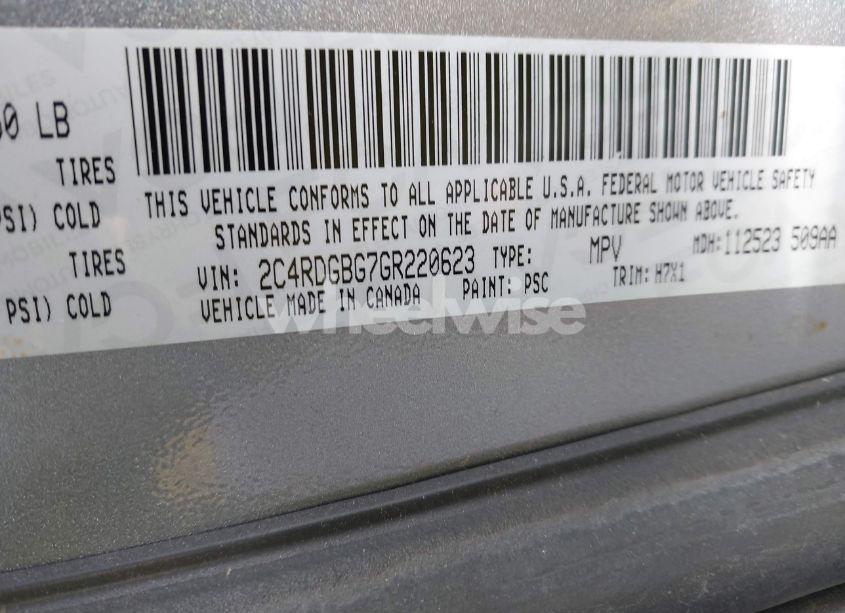 0 LB
TIRES
PSI) COLD
TIRES
PSI) COLD
THIS VEHICLE CONFORMS TO ALL APPLICABLE U.S.A. FEDERAL MOTOR VEHICLE SAFETY
STANDARDS IN EFFECT ON THE DATE OF MANUFACTURE SHOWN ABOVE.
VIN: 2C4RDGBG7GR220623 TYPE: MPV MDH:112523 509AA
VEHICLE MADE IN CANADA PAINT: PSC TRIM: H7X1
wheelwise